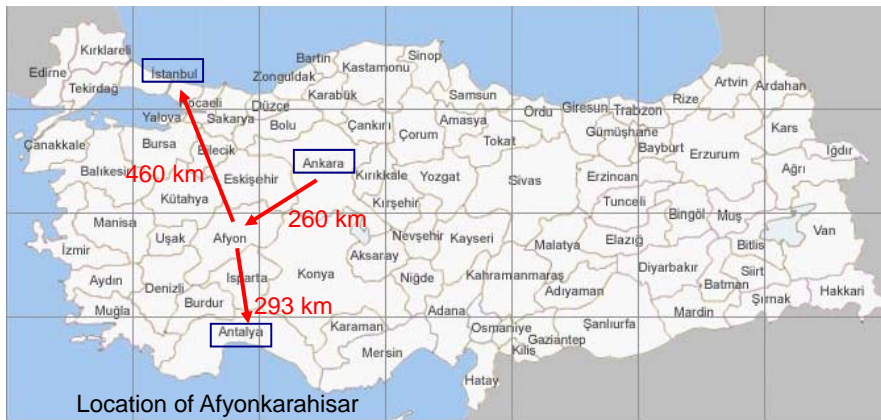 Kırklareli
Edirne
Tekirdağ
İstanbul
Kocaeli
Yalova
Sakarya
Düzce
Zonguldak
Bartın
Karabük
Kastamonu
Sinop
Bolu
Çankırı
Samsun
Amasya
Çorum
Tokat
Ordu
Giresun
Trabzon
Gümüşhane
Rize
Artvin
Ardahan
Bayburt
Kars
Iğdır
Erzurum
Ağrı
Çanakkale
Bursa
Bilecik
Balıkesir
460 km
Eskişehir
Kütahya
Ankara
260 km
Kırıkkale
Yozgat
Kırşehir
Sivas
Erzincan
Tunceli
Bingöl
Muş
Van
Bitlis
Manisa
İzmir
Uşak
Afyon
Aydın
Denizli
Isparta
Burdur
Muğla
293 km
Antalya
Konya
Aksaray
Nevşehir
Kayseri
Niğde
Karaman
Mersin
Adana
Kahramanmaraş
Malatya
Elazığ
Adıyaman
Diyarbakır
Batman
Siirt
Şırnak
Hakkari
Mardin
Şanlıurfa
Osmaniye
Gaziantep
Kilis
Hatay
Location of Afyonkarahisar